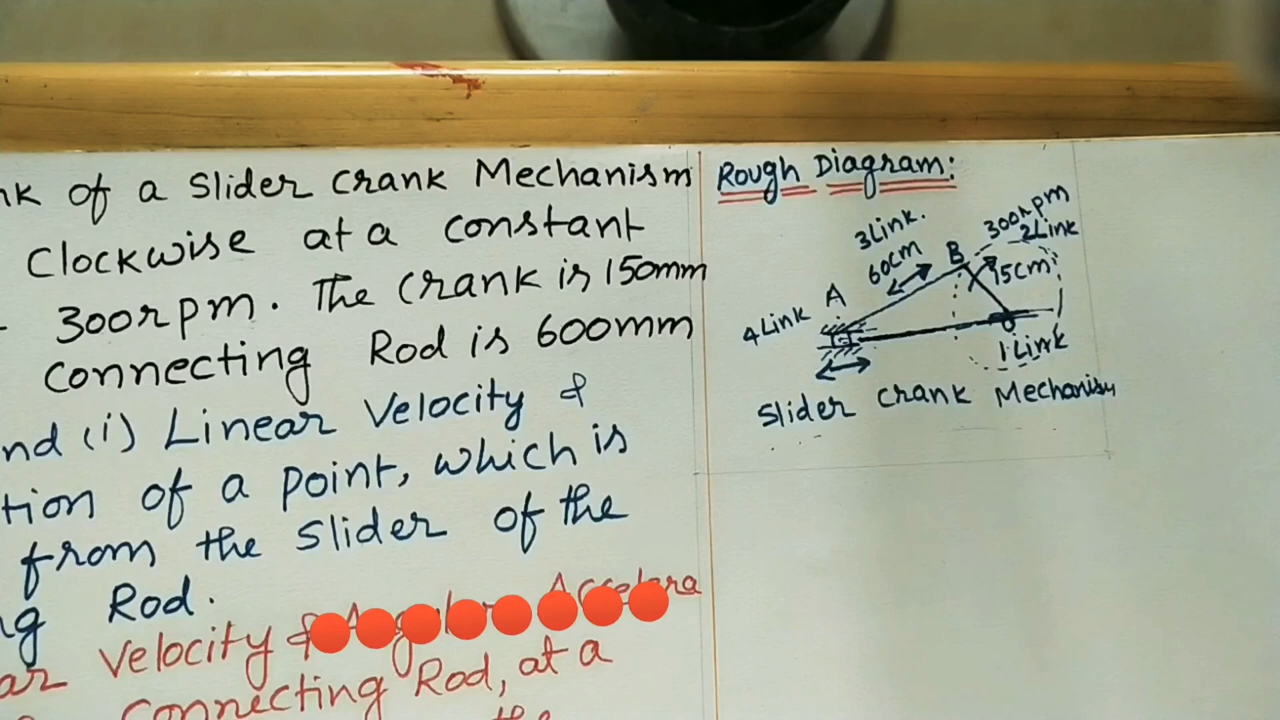 nk of a Slider Crank Mechanism
Clockwise at a constant
300rpm. The Crank is 150mm
Connecting Rod is 600mm
nd (i) Linear Velocity &
tion of a point, which is
from the Slider of the
ng Rod.
ar Velocity &
Connecting Rod, at a
the
Rough Diagram:
300rpm
2Link
3Link.
60cm
B
15cm
A
4Link
1Link
Slider Crank Mechanism